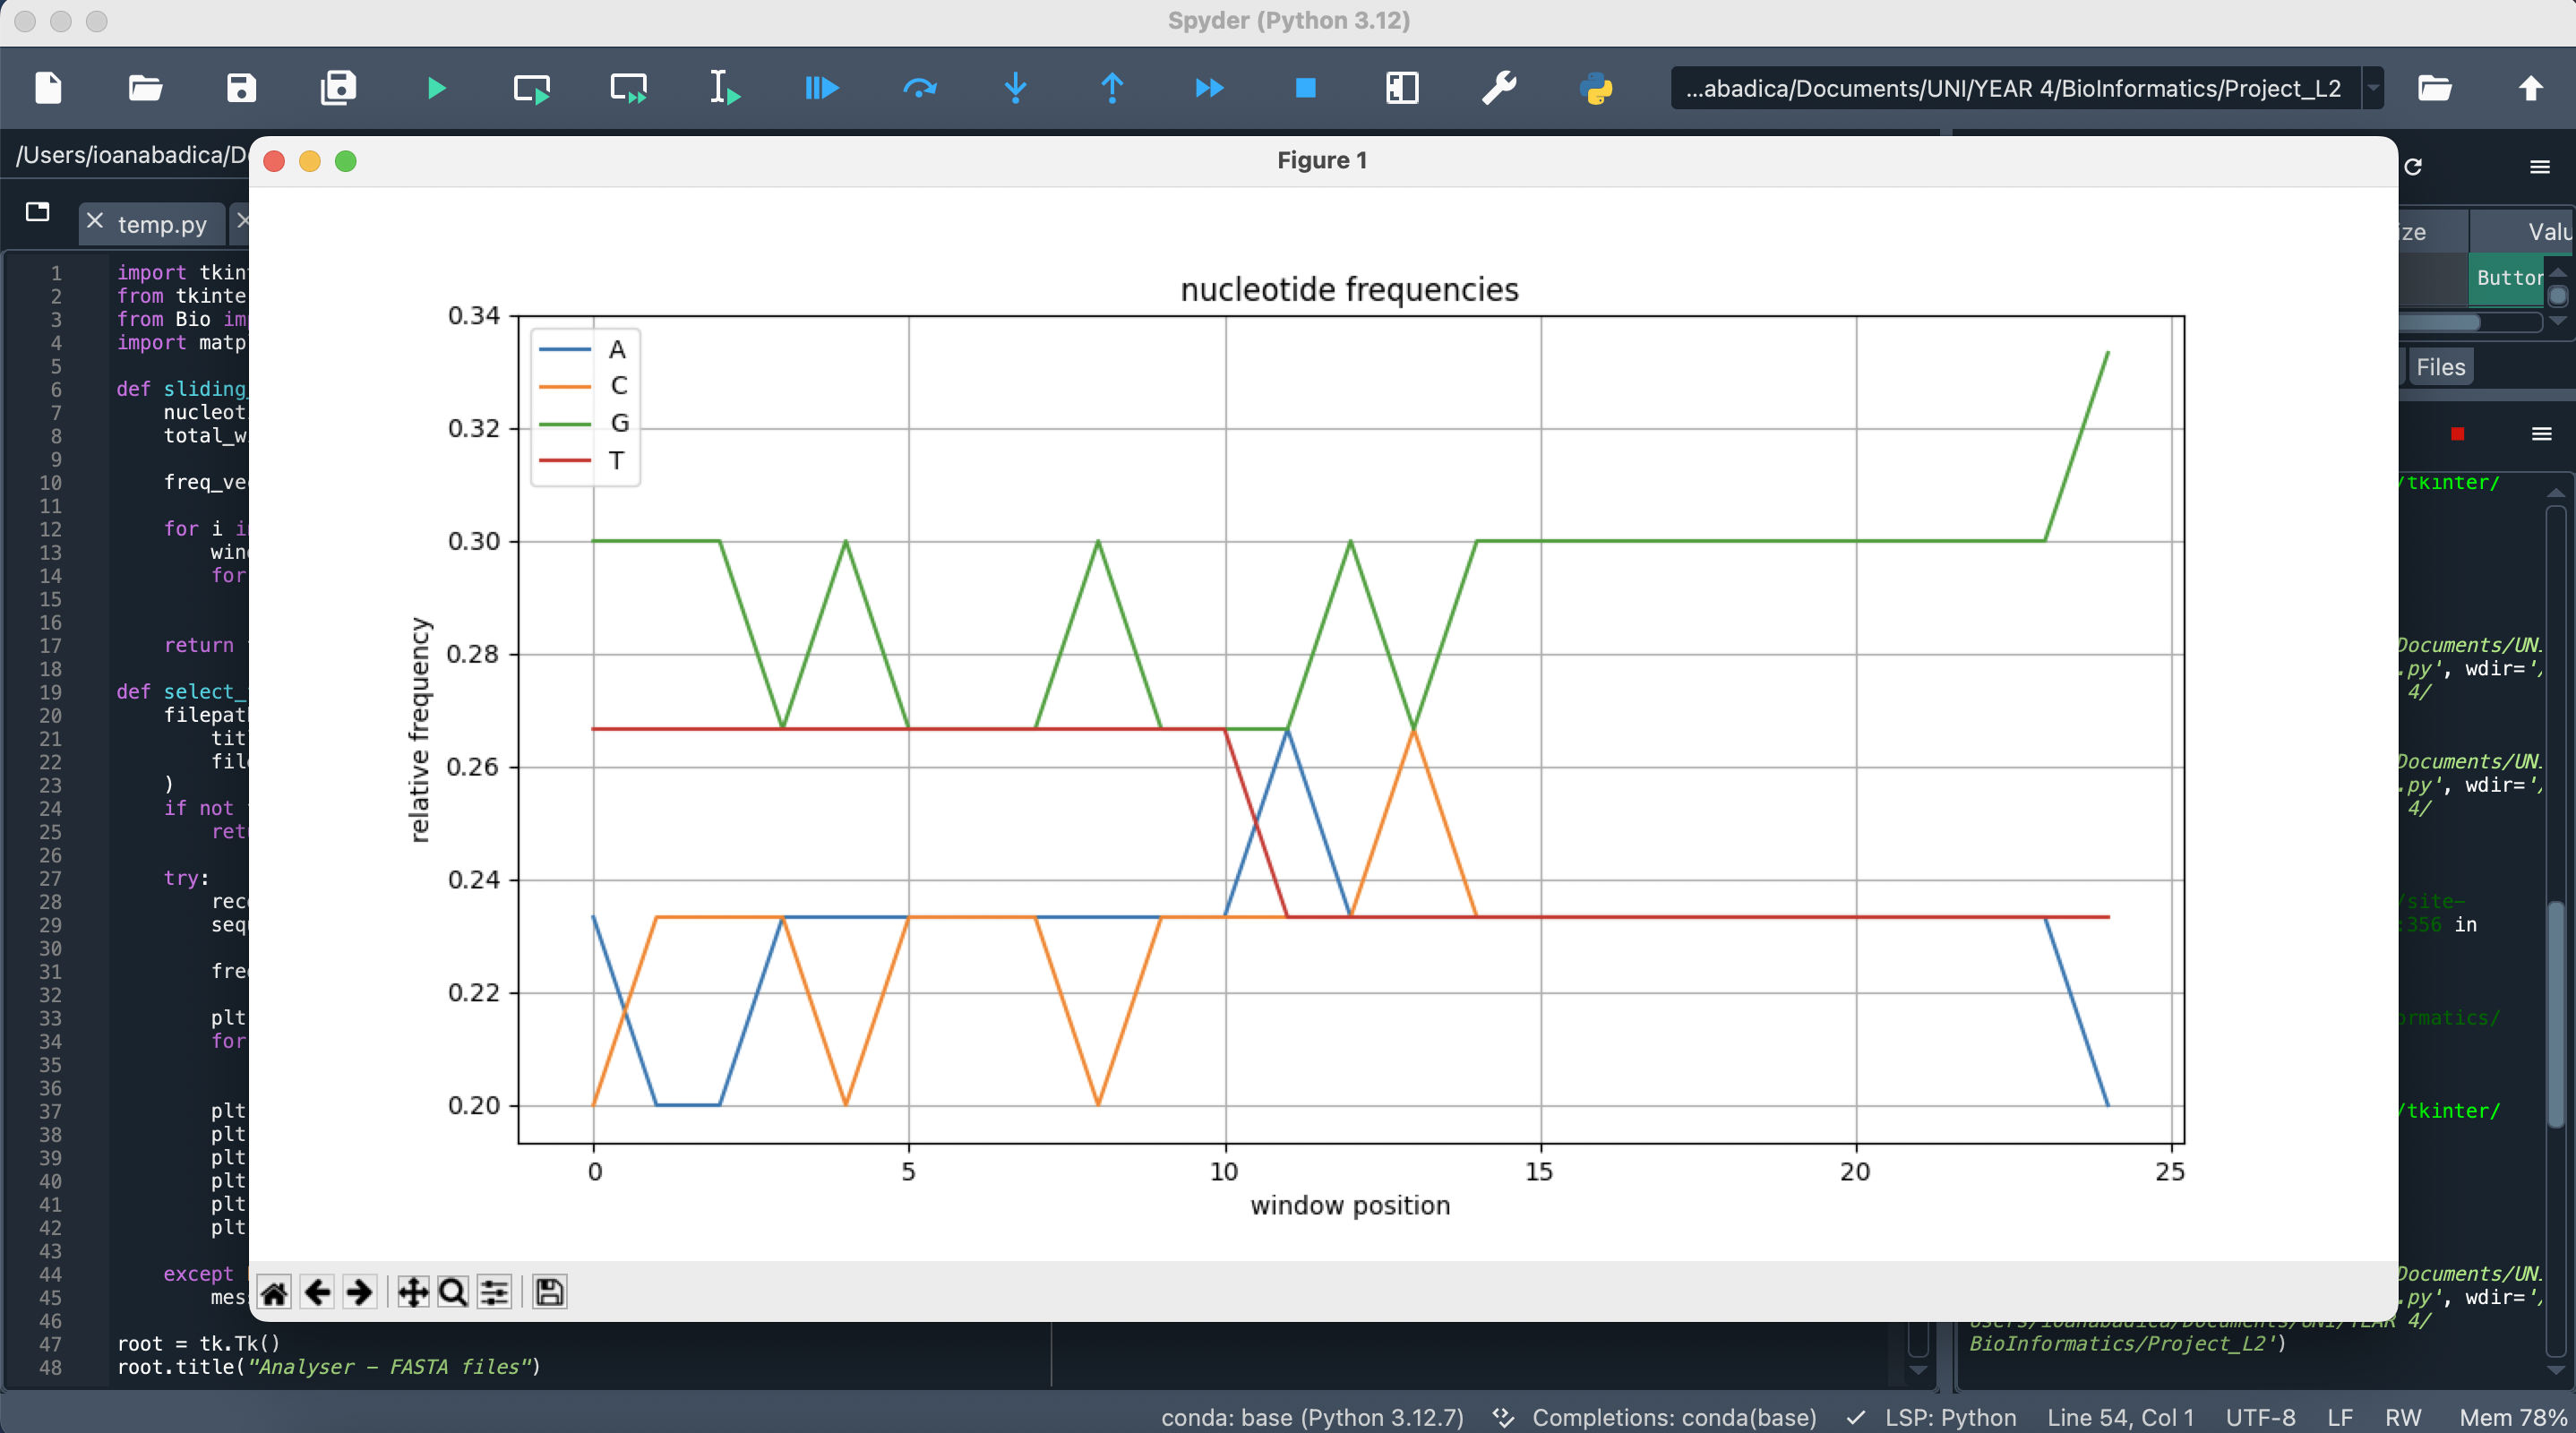 Spyder (Python 3.12)
...abadica/Documents/UNI/YEAR 4/BioInformatics/Project_L2
/Users/ioanabadica/D
Figure 1
temp.py
1 import tkin
2 from tkinte
3 from Bio im
4 import matp
5
6 def sliding_
7 nucleot
8 total_w
9
10 freq_ve
11
12 for i i
13 win
14 for
15
16
17 return
18
19 def select_
20 filepat
21 tit
22 fil
23 )
24 if not
25 ret
26
27 try:
28 rec
29 seq
30
31 fre
32
33 plt
34 for
35
36
37 plt
38 plt
39 plt
40 plt
41 plt
42 plt
43
44 except
45 mes
46
47 root = tk.Tk()
48 root.title("Analyser – FASTA files")
nucleotide frequencies
A
C
G
T
relative frequency
0.34
0.32
0.30
0.28
0.26
0.24
0.22
0.20
0 5 10 15 20 25
window position
ize Valu
Button
Files
/tkinter/
Documents/UN
.py', wdir='/
4/
Documents/UN
.py', wdir='/
4/
/site-
:356 in
ormatics/
/tkinter/
Documents/UN
.py', wdir='/
Users/ioanabadica/Documents/UNI/YEAR 4/
BioInformatics/Project_L2')
conda: base (Python 3.12.7) Completions: conda(base) LSP: Python Line 54, Col 1 UTF-8 LF RW Mem 78%